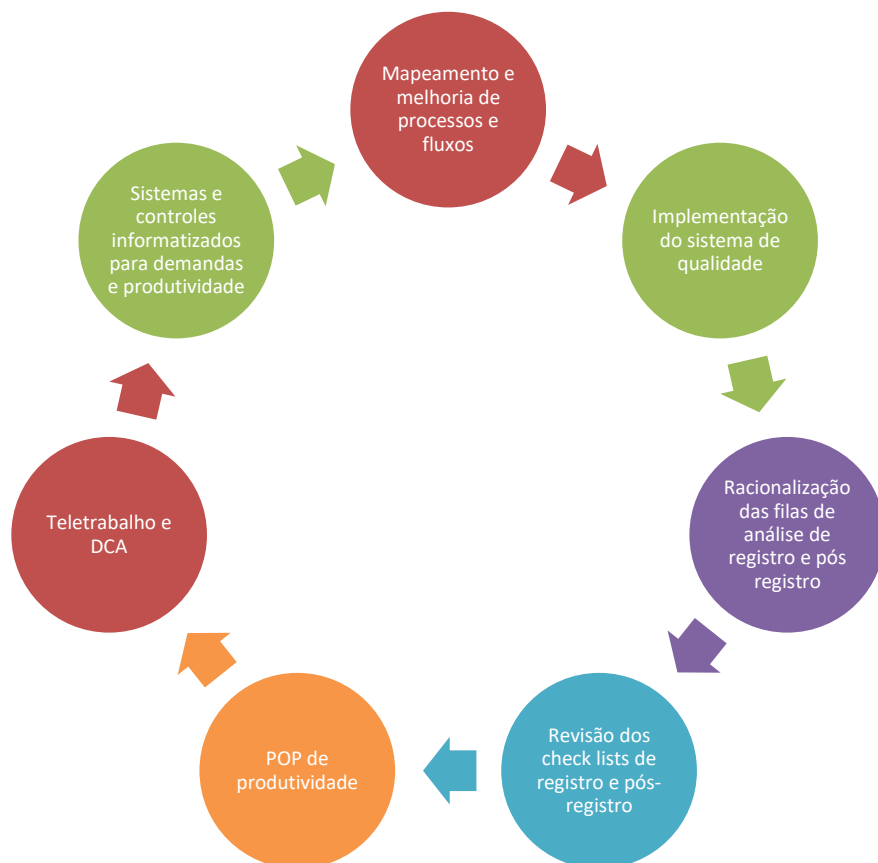 Mapeamento e
melhoria de
processos e
fluxos
Implementação
do sistema de
qualidade
Racionalização
das filas de
análise de
registro e pós
registro
Revisão dos
check lists de
registro e pós-
registro
POP de
produtividade
Teletrabalho e
DCA
Sistemas e
controles
informatizados
para demandas
e produtividade